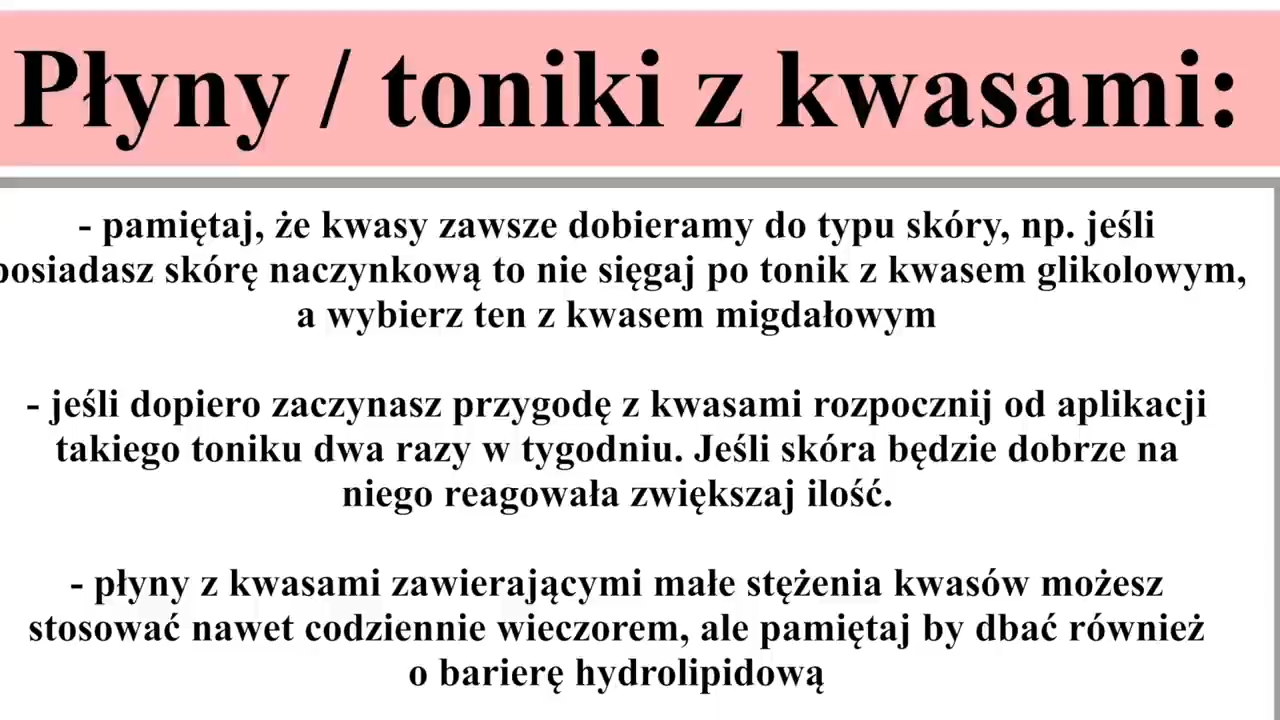 Płyny / toniki z kwasami:
- pamiętaj, że kwasy zawsze dobieramy do typu skóry, np. jeśli
posiadasz skórę naczynkową to nie sięgaj po tonik z kwasem glikolowym,
a wybierz ten z kwasem migdałowym
- jeśli dopiero zaczynasz przygodę z kwasami rozpocznij od aplikacji
takiego toniku dwa razy w tygodniu. Jeśli skóra będzie dobrze na
niego reagowała zwiększaj ilość.
- płyny z kwasami zawierającymi małe stężenia kwasów możesz
stosować nawet codziennie wieczorem, ale pamiętaj by dbać również
o barierę hydrolipidową